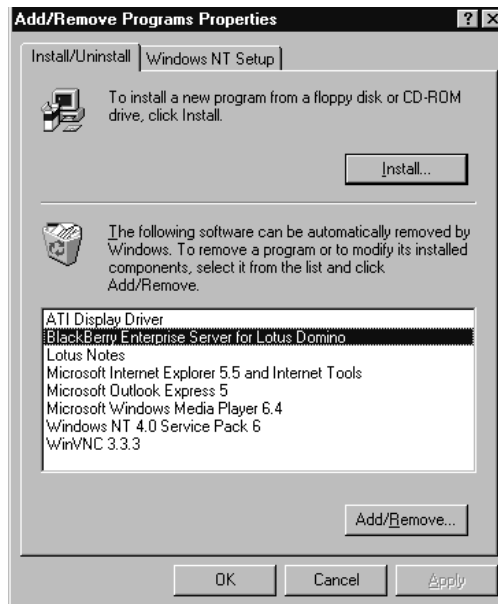 Add/Remove Programs Properties
Install/Uninstall
Windows NT Setup
To install a new program from a floppy disk or CD-ROM
drive, click Install.
Install...
The following software can be automatically removed by
Windows. To remove a program or to modify its installed
components, select it from the list and click
Add/Remove.
ATI Display Driver
BlackBerry Enterprise Server for Lotus Domino
Lotus Notes
Microsoft Internet Explorer 5.5 and Internet Tools
Microsoft Outlook Express 5
Microsoft Windows Media Player 6.4
Windows NT 4.0 Service Pack 6
WinVNC 3.3.3
Add/Remove...
OK
Cancel
Apply